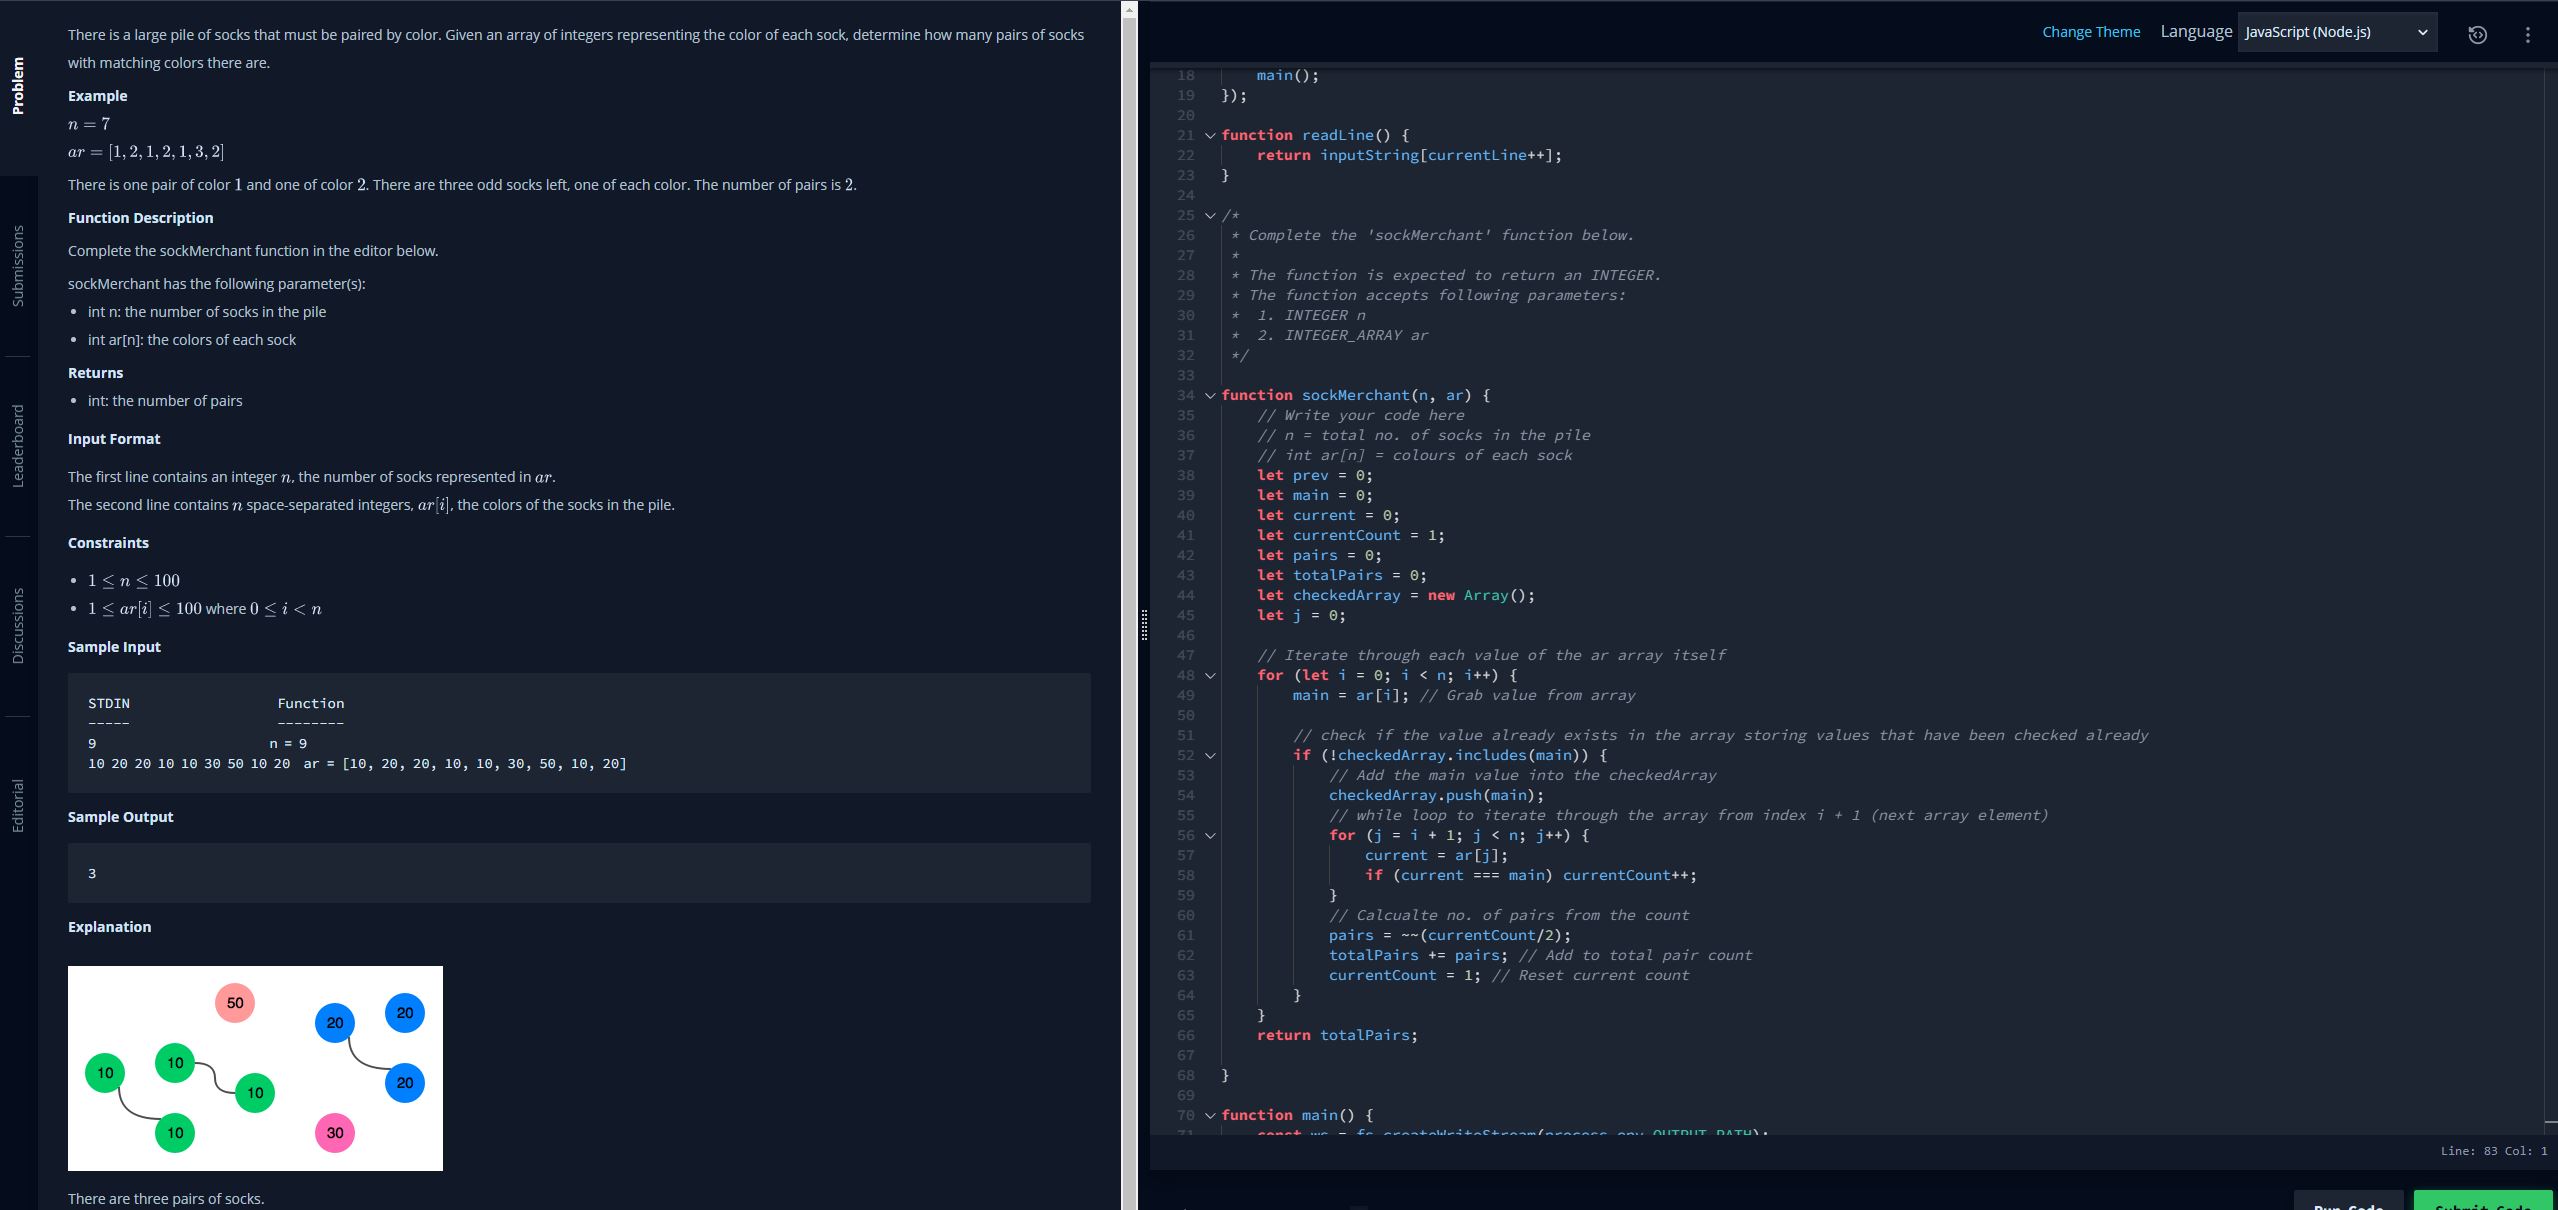 There is a large pile of socks that must be paired by color. Given an array of integers representing the color of each sock, determine how many pairs of socks
with matching colors there are.
Example
n = 7
ar = [1, 2, 1, 2, 1, 3, 2]
There is one pair of color 1 and one of color 2. There are three odd socks left, one of each color. The number of pairs is 2.
Function Description
Complete the sockMerchant function in the editor below.
sockMerchant has the following parameter(s):
• int n: the number of socks in the pile
• int ar[n]: the colors of each sock
Returns
• int: the number of pairs
Input Format
The first line contains an integer n, the number of socks represented in ar.
The second line contains n space-separated integers, ar[i], the colors of the socks in the pile.
Constraints
• 1 ≤ n ≤ 100
• 1 ≤ ar[i] ≤ 100 where 0 ≤ i < n
Sample Input
STDIN Function
----- --------
9 n = 9
10 20 20 10 10 30 50 10 20 ar = [10, 20, 20, 10, 10, 30, 50, 10, 20]
Sample Output
3
Explanation
50
20
20
10
10
10
20
10
30
There are three pairs of socks.
Problem
Submissions
Leaderboard
Discussions
Editorial
Change Theme Language JavaScript (Node.js)
18 main();
19 });
20
21 function readLine() {
22 return inputString[currentLine++];
23 }
24
25 /*
26 * Complete the 'sockMerchant' function below.
27 *
28 * The function is expected to return an INTEGER.
29 * The function accepts following parameters:
30 * 1. INTEGER n
31 * 2. INTEGER_ARRAY ar
32 */
33
34 function sockMerchant(n, ar) {
35 // Write your code here
36 // n = total no. of socks in the pile
37 // int ar[n] = colours of each sock
38 let prev = 0;
39 let main = 0;
40 let current = 0;
41 let currentCount = 1;
42 let pairs = 0;
43 let totalPairs = 0;
44 let checkedArray = new Array();
45 let j = 0;
46
47 // Iterate through each value of the ar array itself
48 for (let i = 0; i < n; i++) {
49 main = ar[i]; // Grab value from array
50
51 // check if the value already exists in the array storing values that have been checked already
52 if (!checkedArray.includes(main)) {
53 // Add the main value into the checkedArray
54 checkedArray.push(main);
55 // while loop to iterate through the array from index i + 1 (next array element)
56 for (j = i + 1; j < n; j++) {
57 current = ar[j];
58 if (current === main) currentCount++;
59 }
60 // Calcualte no. of pairs from the count
61 pairs = ~~(currentCount/2);
62 totalPairs += pairs; // Add to total pair count
63 currentCount = 1; // Reset current count
64 }
65 }
66 return totalPairs;
67
68 }
69
70 function main() {
71 const ws = fs.createWriteStream(process.env.OUTPUT_PATH);
Line: 83 Col: 1
Run Code Submit Code